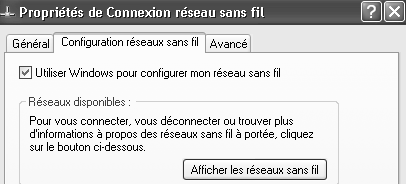 Propriétés de Connexion réseau sans fil
Général
Configuration réseaux sans fil
Avancé
Utiliser Windows pour configurer mon réseau sans fil
Réseaux disponibles :
Pour vous connecter, vous déconnecter ou trouver plus
d'informations à propos des réseaux sans fil à portée, cliquez
sur le bouton ci-dessous.
Afficher les réseaux sans fil